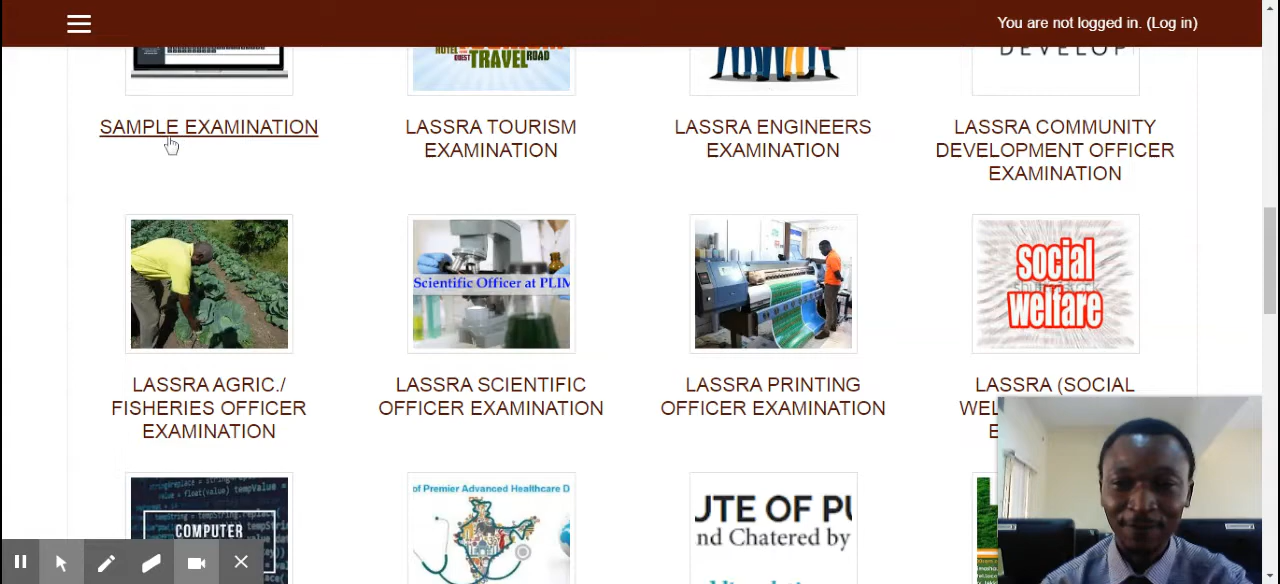 You are not logged in. (Log in)
HOTEL
QUEST TRAVEL ROAD
DEVELOP
SAMPLE EXAMINATION
LASSRA TOURISM
EXAMINATION
LASSRA ENGINEERS
EXAMINATION
LASSRA COMMUNITY
DEVELOPMENT OFFICER
EXAMINATION
Scientific Officer at PLIM
social
welfare
LASSRA AGRIC./
FISHERIES OFFICER
EXAMINATION
LASSRA SCIENTIFIC
OFFICER EXAMINATION
LASSRA PRINTING
OFFICER EXAMINATION
LASSRA (SOCIAL
WEL
E
COMPUTER
of Premier Advanced Healthcare D
UTE OF PU
nd Chatered by